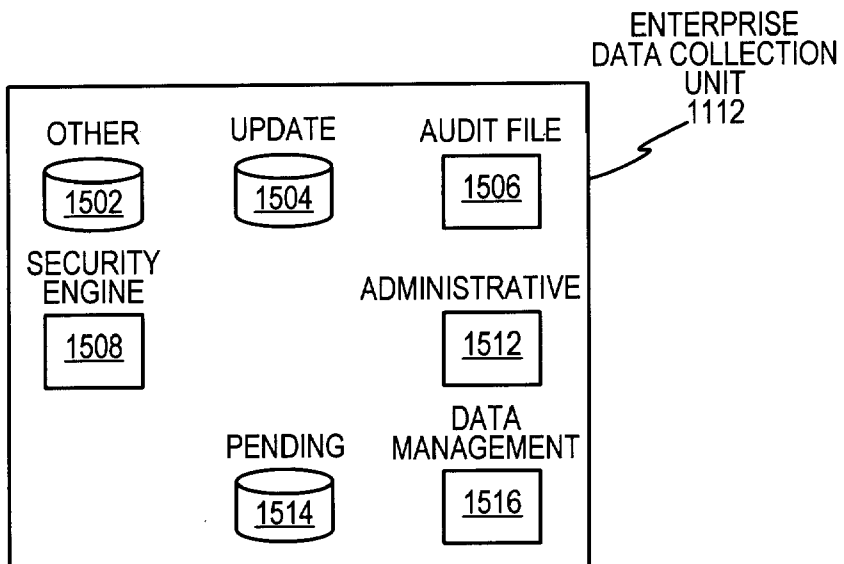 ENTERPRISE
DATA COLLECTION
UNIT
1112
OTHER
1502
UPDATE
1504
AUDIT FILE
1506
SECURITY
ENGINE
1508
ADMINISTRATIVE
1512
PENDING
1514
DATA
MANAGEMENT
1516